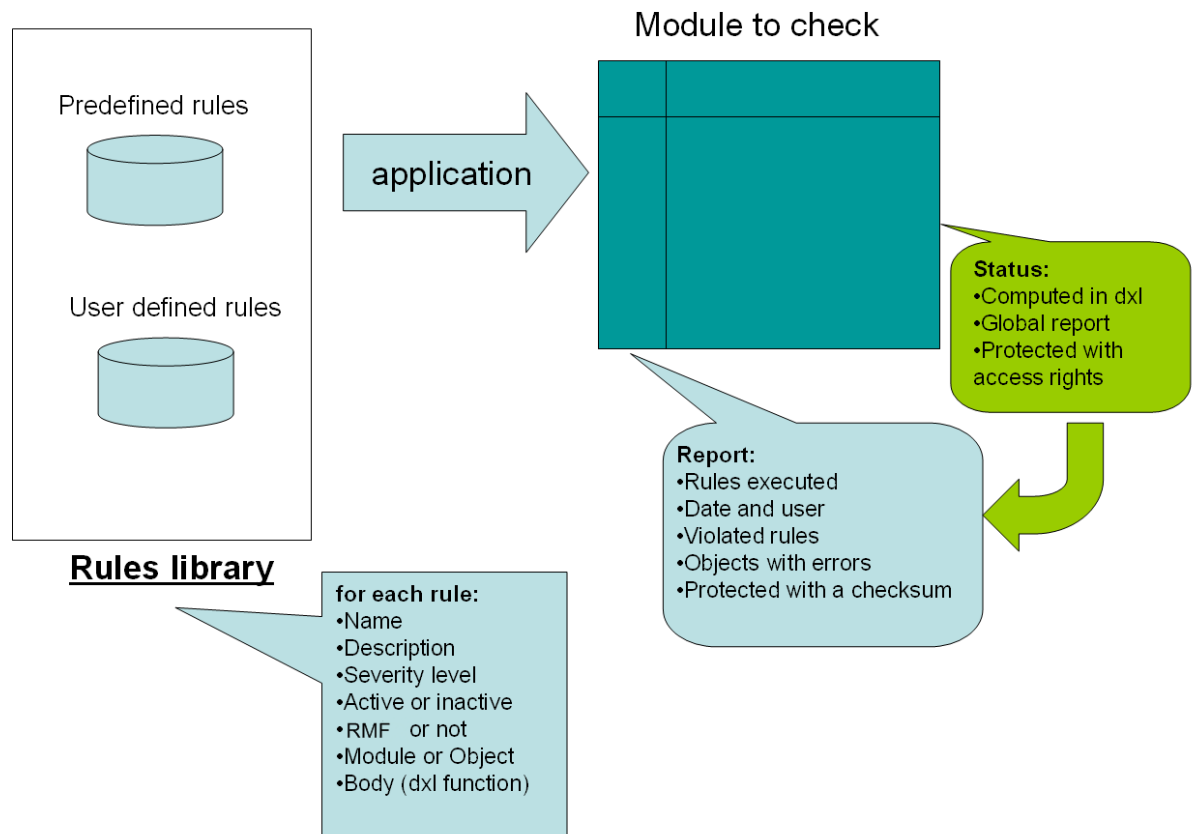 Module to check
Predefined rules
application
User defined rules
Status:
•Computed in dxl
•Global report
•Protected with
access rights
Report:
•Rules executed
•Date and user
•Violated rules
•Objects with errors
•Protected with a checksum
Rules library
for each rule:
•Name
•Description
•Severity level
•Active or inactive
•RMF or not
•Module or Object
•Body (dxl function)